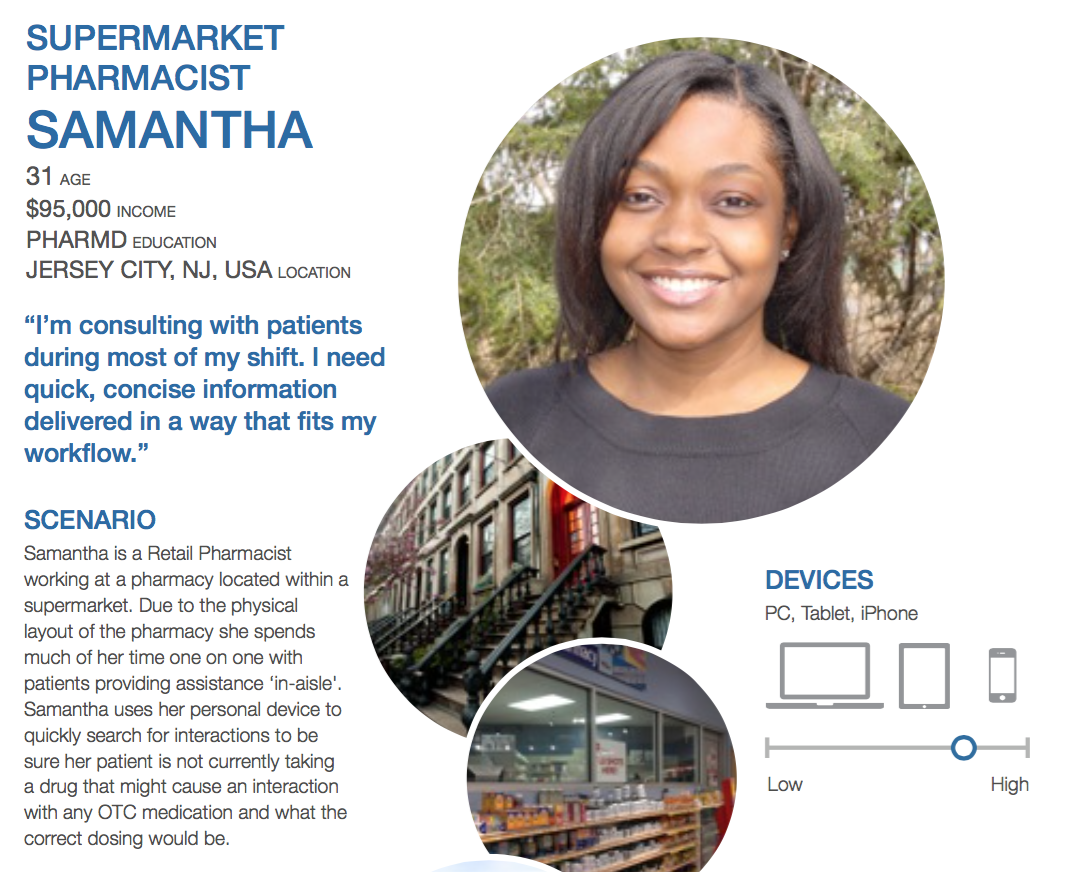 SUPERMARKET
PHARMACIST
SAMANTHA
31 AGE
$95,000 INCOME
PHARMD EDUCATION
JERSEY CITY, NJ, USA LOCATION
“I’m consulting with patients
during most of my shift. I need
quick, concise information
delivered in a way that fits my
workflow.”
SCENARIO
Samantha is a Retail Pharmacist
working at a pharmacy located within a
supermarket. Due to the physical
layout of the pharmacy she spends
much of her time one on one with
patients providing assistance ‘in-aisle'.
Samantha uses her personal device to
quickly search for interactions to be
sure her patient is not currently taking
a drug that might cause an interaction
with any OTC medication and what the
correct dosing would be.
DEVICES
PC, Tablet, iPhone
Low High